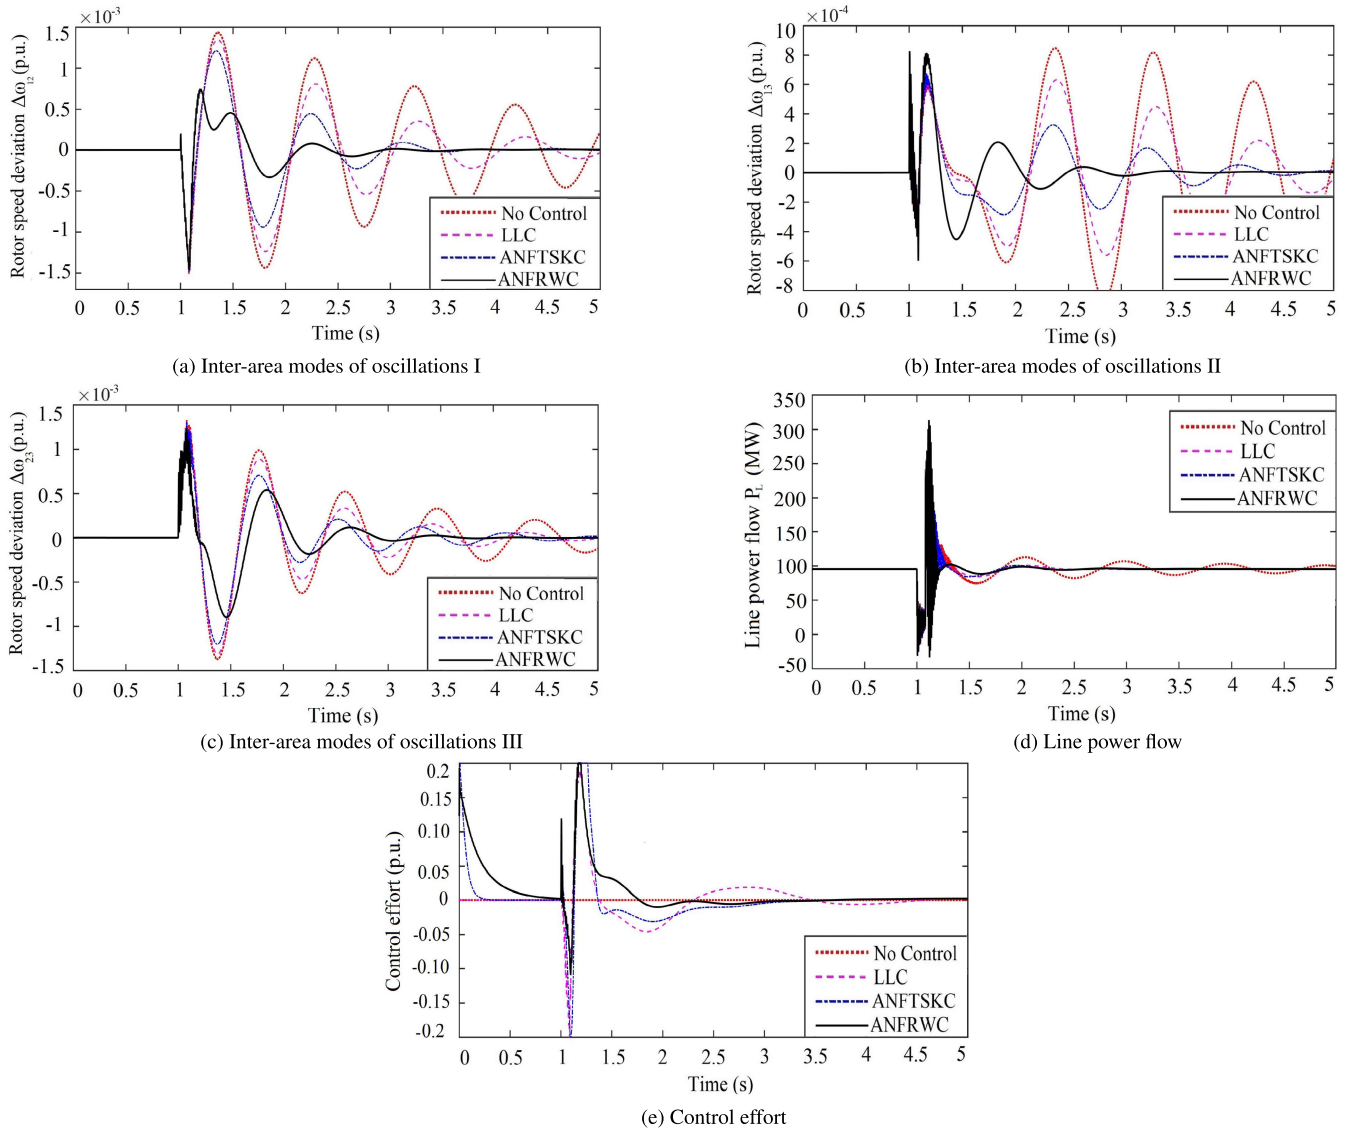 ×10⁻³
Rotor speed deviation Δω₁₂(p.u.)
1.5
1
0.5
0
-0.5
-1
-1.5
0 0.5 1 1.5 2 2.5 3 3.5 4 4.5 5
Time (s)
No Control
LLC
ANFTSKC
ANFRWC
(a) Inter-area modes of oscillations I
×10⁻⁴
Rotor speed deviation Δω₁₃(p.u.)
10
8
6
4
2
0
-2
-4
-6
-8
0 0.5 1 1.5 2 2.5 3 3.5 4 4.5 5
Time (s)
No Control
LLC
ANFTSKC
ANFRWC
(b) Inter-area modes of oscillations II
×10⁻³
Rotor speed deviation Δω₂₃(p.u.)
1.5
1
0.5
0
-0.5
-1
-1.5
0 0.5 1 1.5 2 2.5 3 3.5 4 4.5 5
Time (s)
No Control
LLC
ANFTSKC
ANFRWC
(c) Inter-area modes of oscillations III
Line power flow P_L (MW)
350
300
250
200
150
100
50
0
-50
0 0.5 1 1.5 2 2.5 3 3.5 4 4.5 5
Time (s)
No Control
LLC
ANFTSKC
ANFRWC
(d) Line power flow
Control effort (p.u.)
0.2
0.15
0.10
0.05
0
-0.05
-0.10
-0.15
-0.2
0 0.5 1 1.5 2 2.5 3 3.5 4 4.5 5
Time (s)
No Control
LLC
ANFTSKC
ANFRWC
(e) Control effort